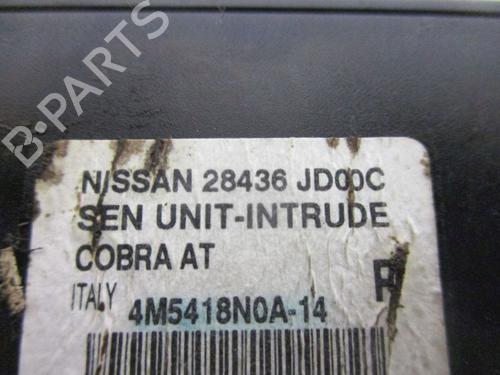 B-PARTS
NISSAN 28436 JD00C
SEN UNIT-INTRUDE
COBRA AT
R
ITALY
4M5418N0A-14